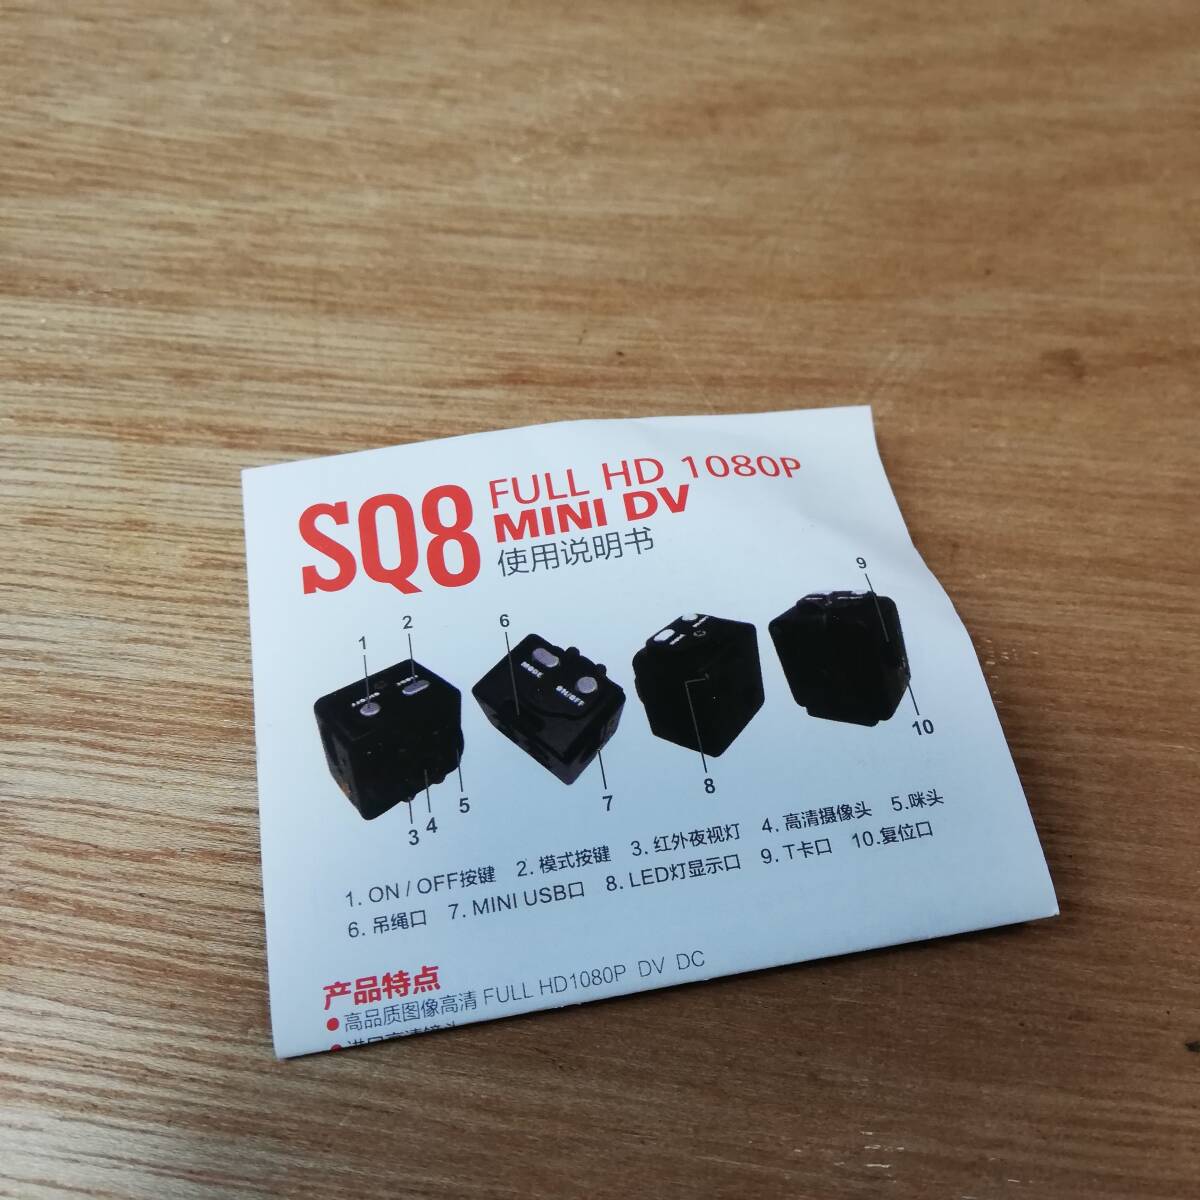 SQ8 FULL HD 1080P
MINI DV
使用说明书
1 2 6 9
MODE ON/OFF
3 4 5 7 8 10
1. ON / OFF按键 2. 模式按键 3. 红外夜视灯 4. 高清摄像头 5.咪头
6. 吊绳口 7. MINI USB口 8. LED灯显示口 9. T卡口 10.复位口
产品特点
●高品质图像高清 FULL HD1080P DV DC